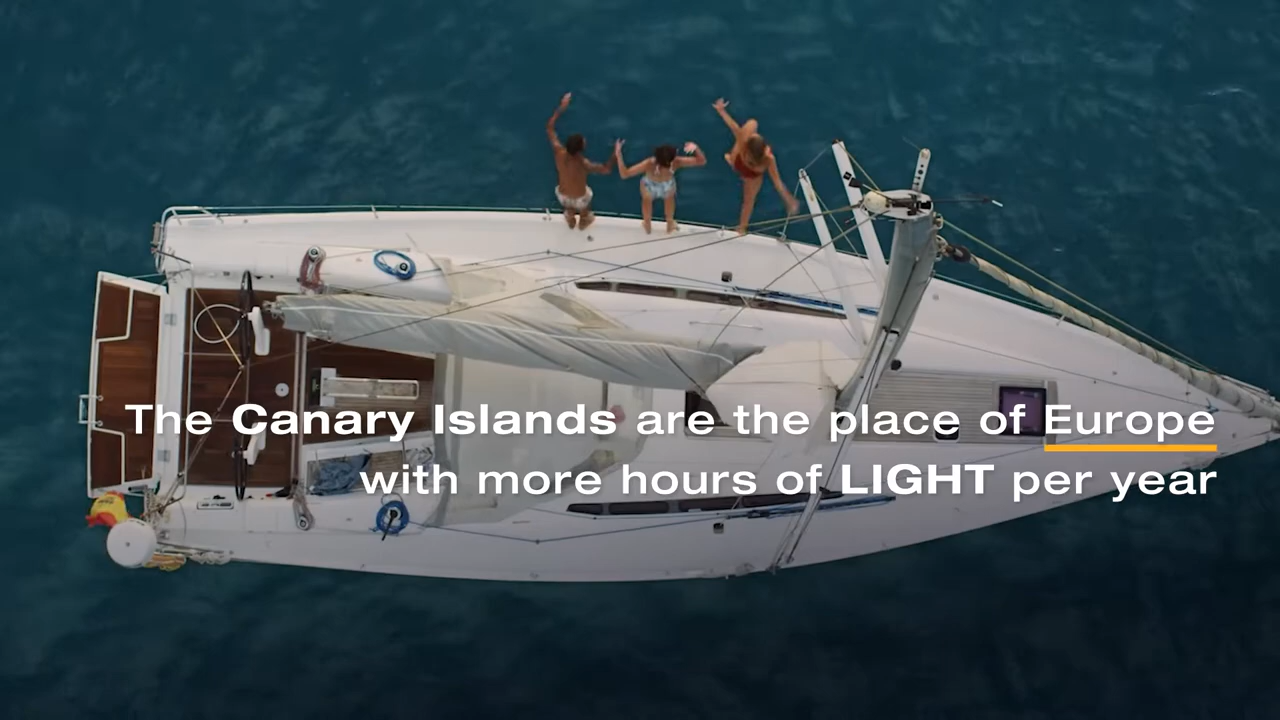 The Canary Islands are the place of Europe
with more hours of LIGHT per year